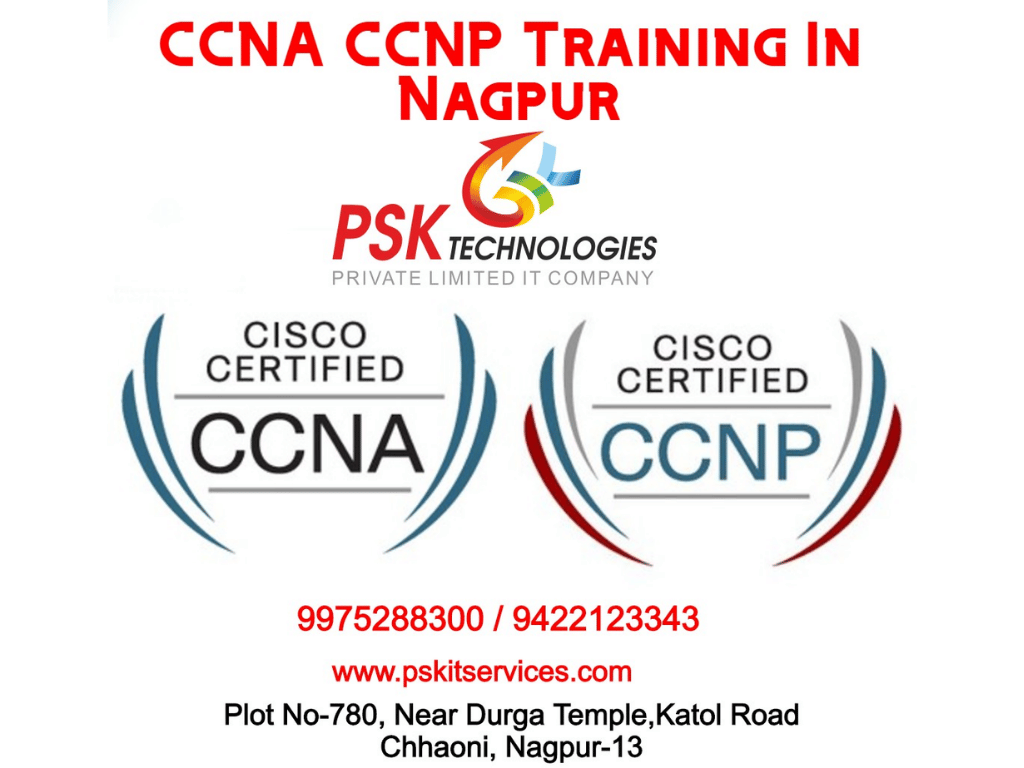 CCNA CCNP Training In
Nagpur
PSK TECHNOLOGIES
PRIVATE LIMITED IT COMPANY
CISCO
CERTIFIED
CCNA
CISCO
CERTIFIED
CCNP
9975288300 / 9422123343
www.pskitservices.com
Plot No-780, Near Durga Temple,Katol Road
Chhaoni, Nagpur-13